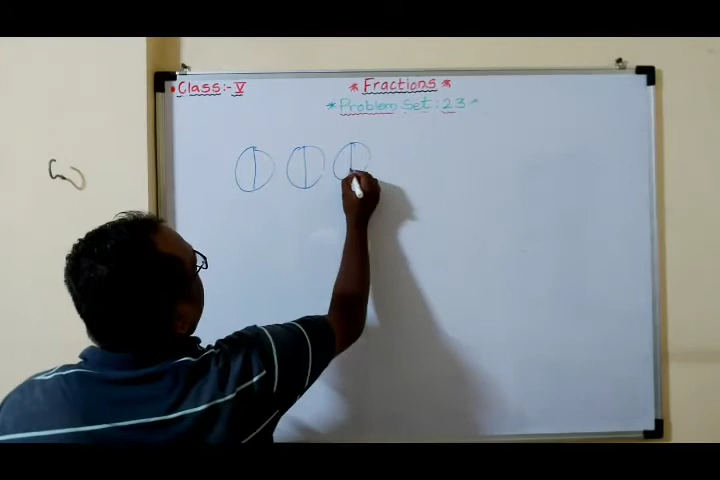 • Class:- V
* Fractions *
* Problem Set : 23 *